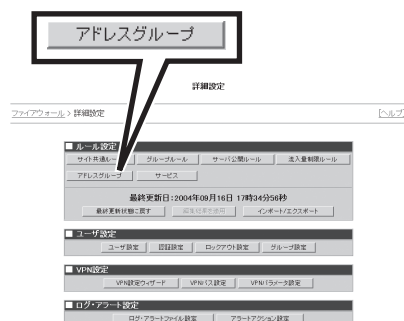 アドレスグループ
詳細設定
ファイアウォール > 詳細設定 [ヘルプ]
■ ルール設定
サイト共通ルール グループルール サーバ公開ルール 流入量制限ルール
アドレスグループ サービス
最終更新日:2004年09月16日 17時34分56秒
最終更新状態に戻す 編集結果を適用 インポート/エクスポート
■ ユーザ設定
ユーザ設定 認証設定 ロックアウト設定 グループ設定
■ VPN設定
VPN設定ウィザード VPNパス設定 VPNパラメータ設定
■ ログ・アラート設定
ログ・アラートファイル設定 アラートアクション設定